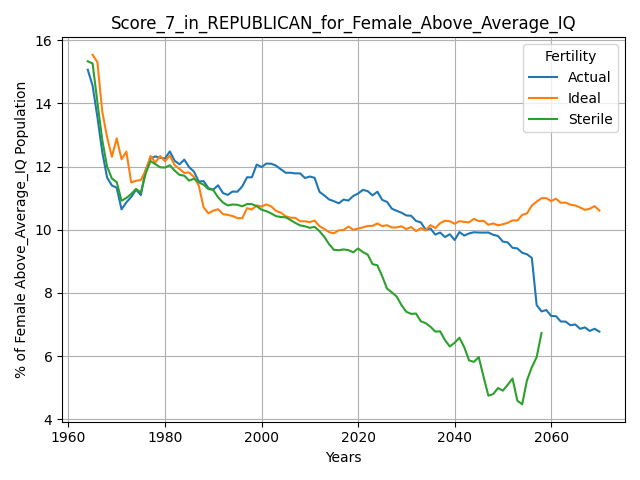 Score_7_in_REPUBLICAN_for_Female_Above_Average_IQ
16
14
12
10
8
6
4
% of Female Above_Average_IQ Population
Fertility
Actual
Ideal
Sterile
1960
1980
2000
2020
2040
2060
Years